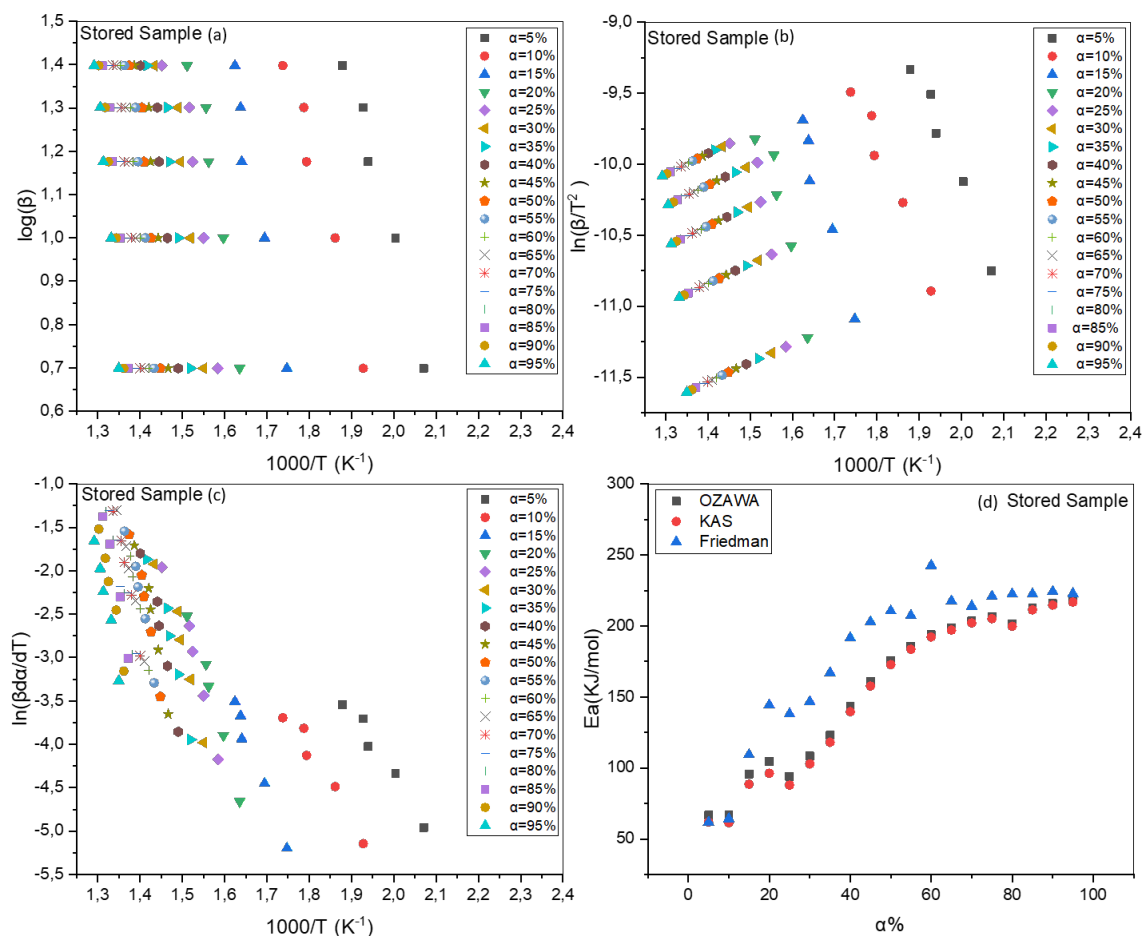 Stored Sample (a)
log(β)
1,5
1,4
1,3
1,2
1,1
1,0
0,9
0,8
0,7
0,6
1,3 1,4 1,5 1,6 1,7 1,8 1,9 2,0 2,1 2,2 2,3 2,4
1000/T (K⁻¹)
α=5%
α=10%
α=15%
α=20%
α=25%
α=30%
α=35%
α=40%
α=45%
α=50%
α=55%
α=60%
α=65%
α=70%
α=75%
α=80%
α=85%
α=90%
α=95%
Stored Sample (b)
ln(β/T²)
-9,0
-9,5
-10,0
-10,5
-11,0
-11,5
1,3 1,4 1,5 1,6 1,7 1,8 1,9 2,0 2,1 2,2 2,3 2,4
1000/T (K⁻¹)
α=5%
α=10%
α=15%
α=20%
α=25%
α=30%
α=35%
α=40%
α=45%
α=50%
α=55%
α=60%
α=65%
α=70%
α=75%
α=80%
α=85%
α=90%
α=95%
Stored Sample (c)
ln(βdα/dT)
-1,0
-1,5
-2,0
-2,5
-3,0
-3,5
-4,0
-4,5
-5,0
-5,5
1,3 1,4 1,5 1,6 1,7 1,8 1,9 2,0 2,1 2,2 2,3 2,4
1000/T (K⁻¹)
α=5%
α=10%
α=15%
α=20%
α=25%
α=30%
α=35%
α=40%
α=45%
α=50%
α=55%
α=60%
α=65%
α=70%
α=75%
α=80%
α=85%
α=90%
α=95%
(d) Stored Sample
OZAWA
KAS
Friedman
Ea(KJ/mol)
300
250
200
150
100
50
0 20 40 60 80 100
α%